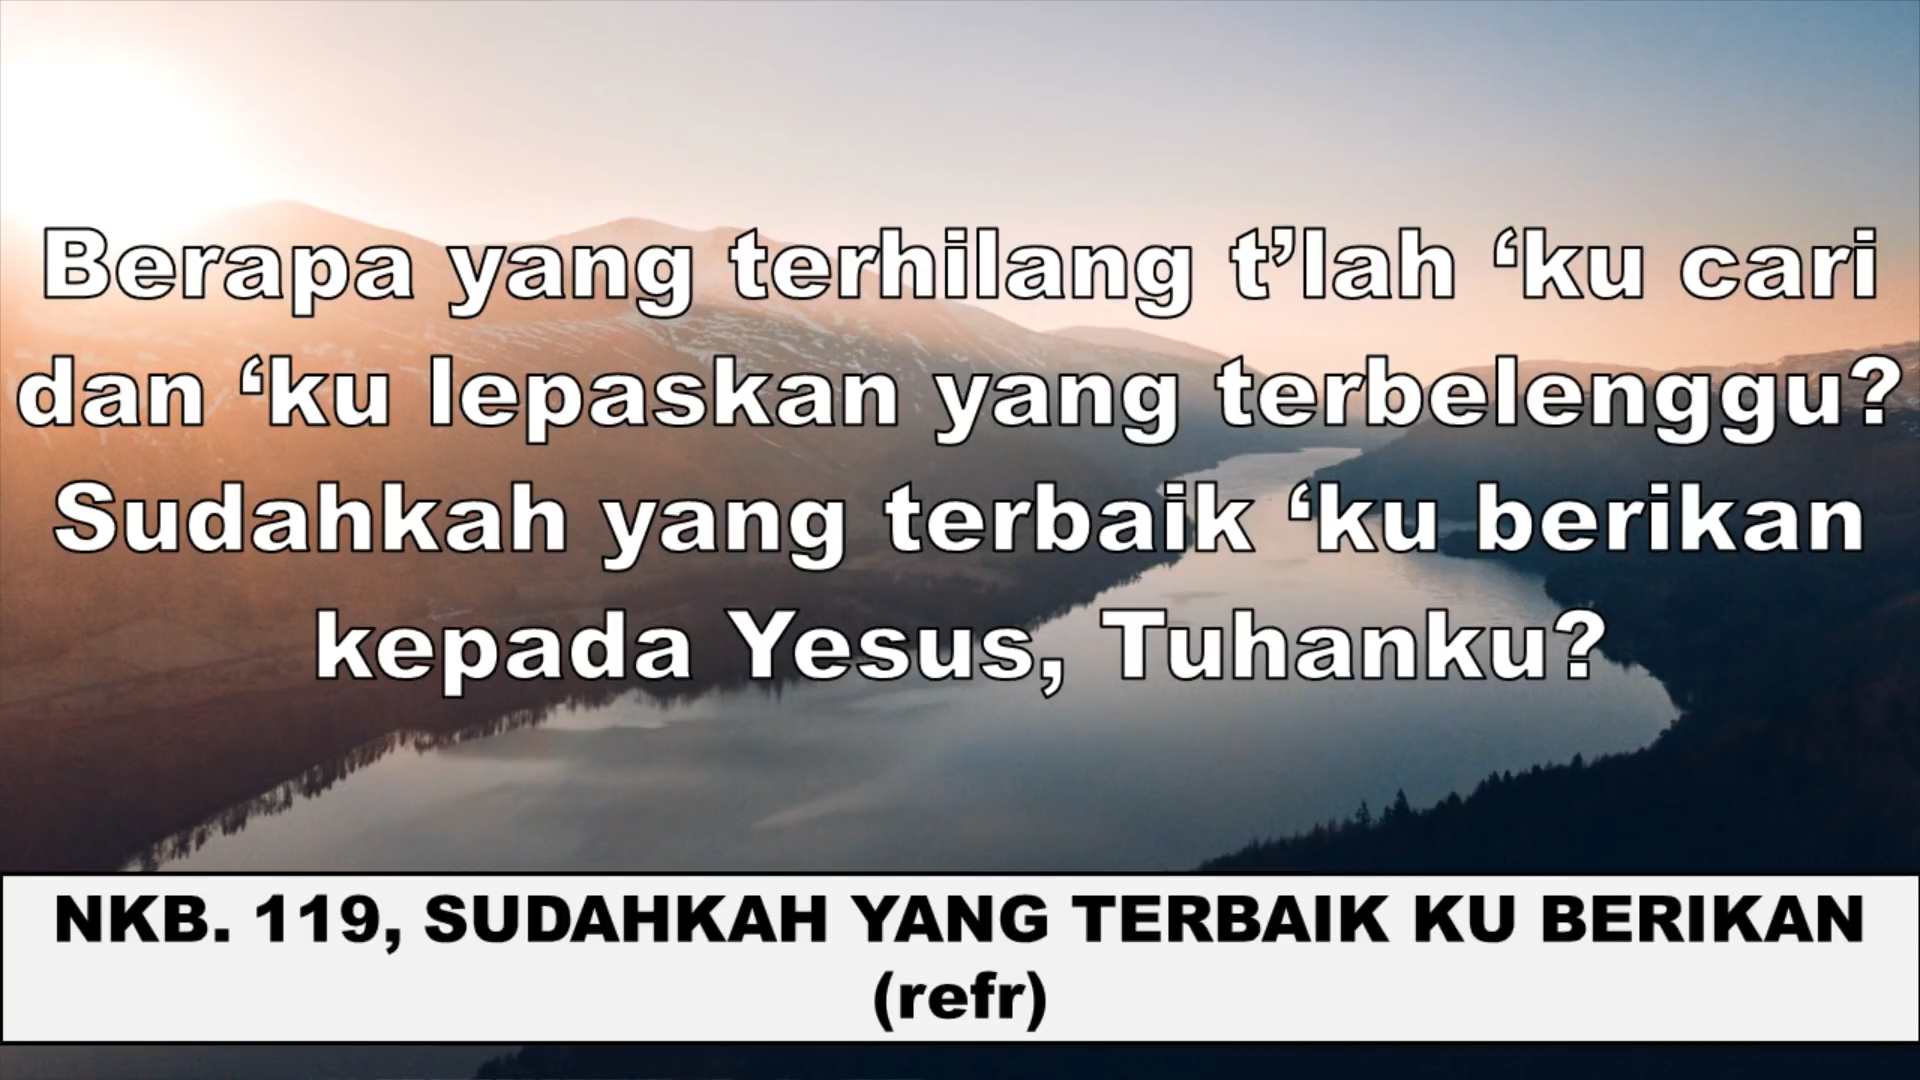 Berapa yang terhilang t’lah ‘ku cari
dan ‘ku lepaskan yang terbelenggu?
Sudahkah yang terbaik ‘ku berikan
kepada Yesus, Tuhanku?
NKB. 119, SUDAHKAH YANG TERBAIK KU BERIKAN
(refr)